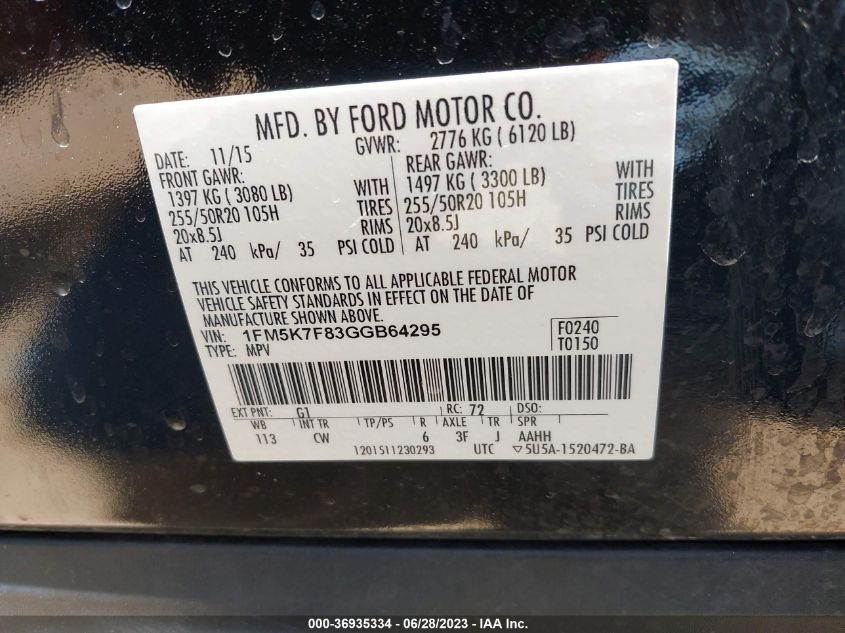 MFD. BY FORD MOTOR CO.
DATE: 11/15 GVWR: 2776 KG ( 6120 LB)
FRONT GAWR: REAR GAWR:
1397 KG ( 3080 LB) WITH 1497 KG ( 3300 LB) WITH
255/50R20 105H TIRES 255/50R20 105H TIRES
20x8.5J RIMS 20x8.5J RIMS
AT 240 kPa/ 35 PSI COLD AT 240 kPa/ 35 PSI COLD
THIS VEHICLE CONFORMS TO ALL APPLICABLE FEDERAL MOTOR
VEHICLE SAFETY STANDARDS IN EFFECT ON THE DATE OF
MANUFACTURE SHOWN ABOVE.
VIN: 1FM5K7F83GGB64295 F0240
TYPE: MPV T0150
EXT PNT: G1 RC: 72 DSO:
WB INT TR TP/PS R AXLE TR SPR
113 CW 6 3F J AAHH
1201511230293 UTC ▽5U5A-1520472-BA
000-36935334 - 06/28/2023 - IAA Inc.